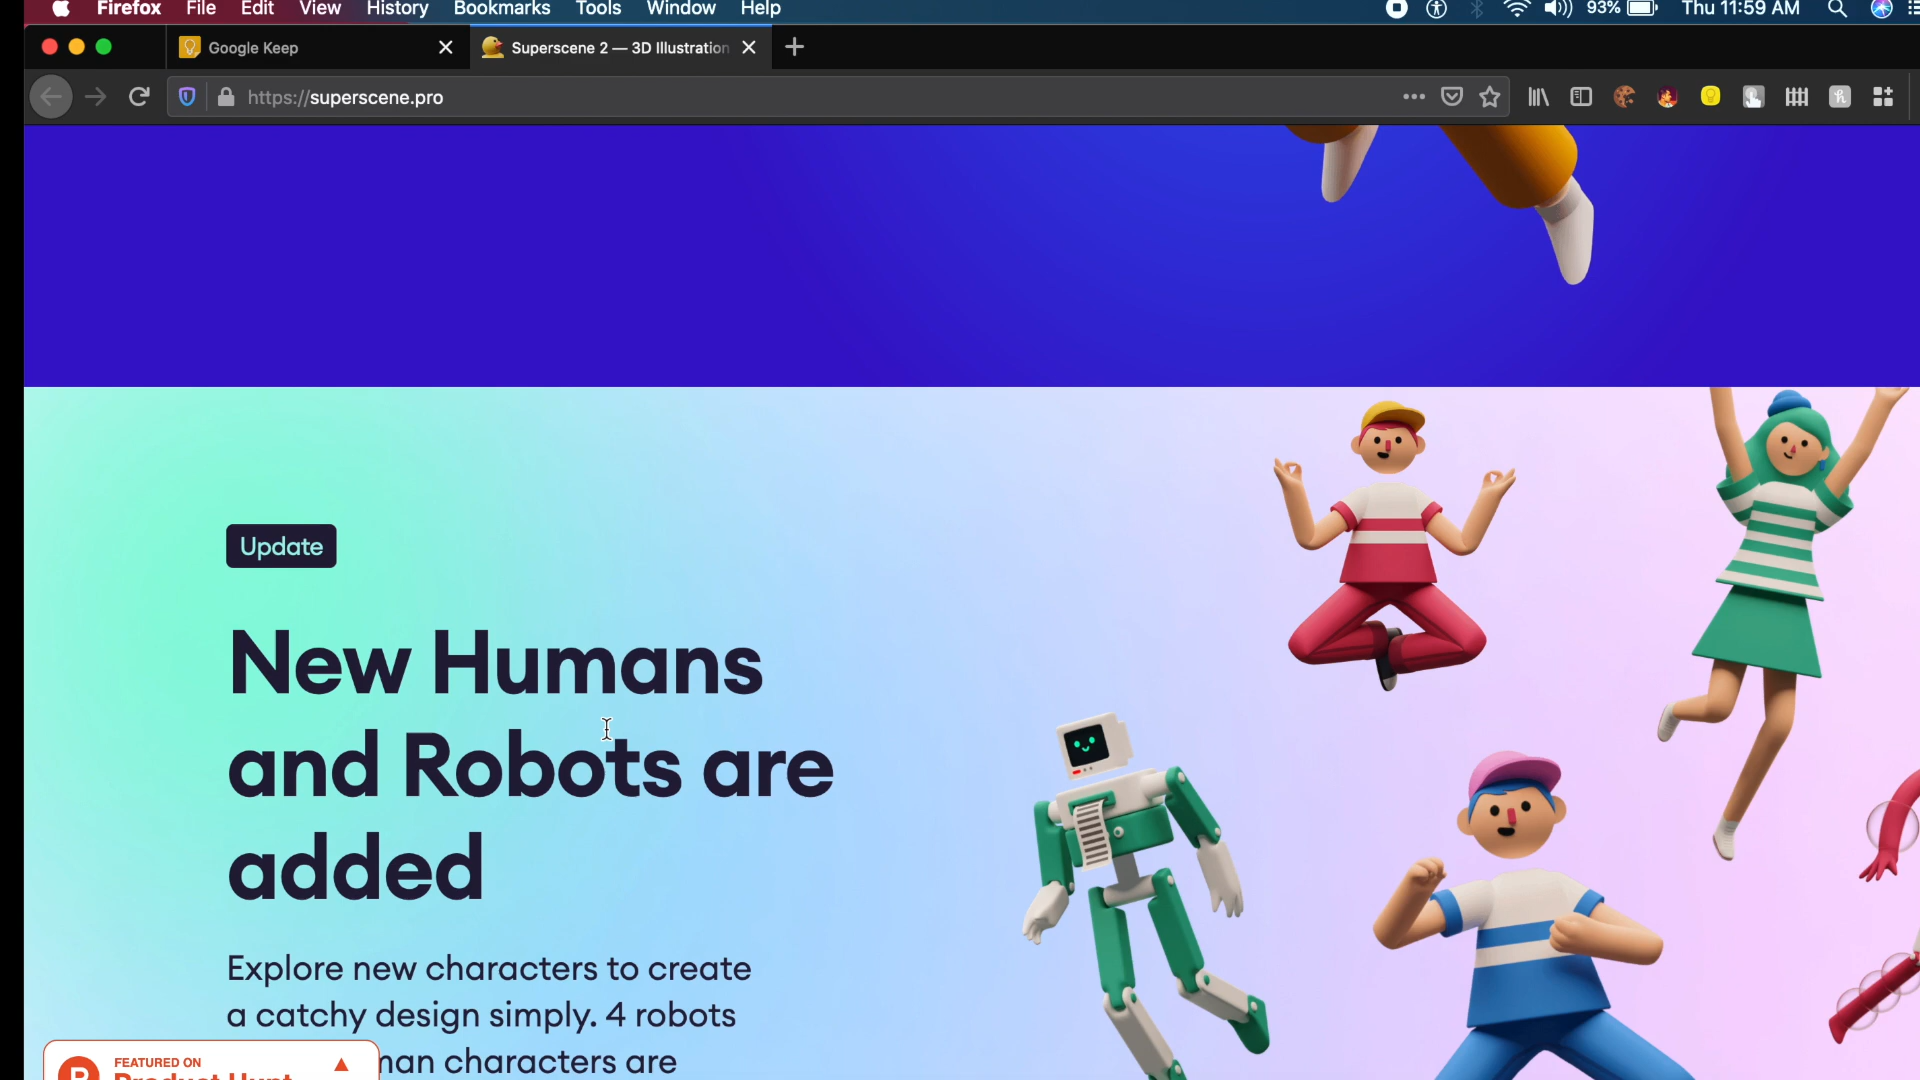 Firefox File Edit View History Bookmarks Tools Window Help 93% Thu 11:59 AM
Google Keep Superscene 2 — 3D Illustration
https://superscene.pro
Update
New Humans
and Robots are
added
Explore new characters to create
a catchy design simply. 4 robots
characters are
FEATURED ON
Product Hunt